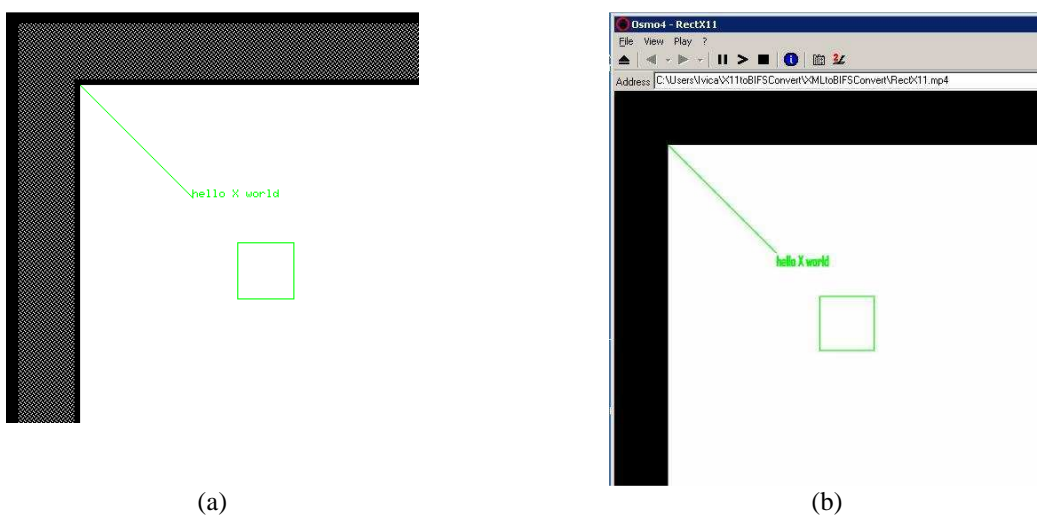 hello X world
(a)
Osmo4 - RectX11
File View Play ?
Address C:\Users\Ivica\X11toBIFSConvert\XMLtoBIFSConvert\RectX11.mp4
hello X world
(b)